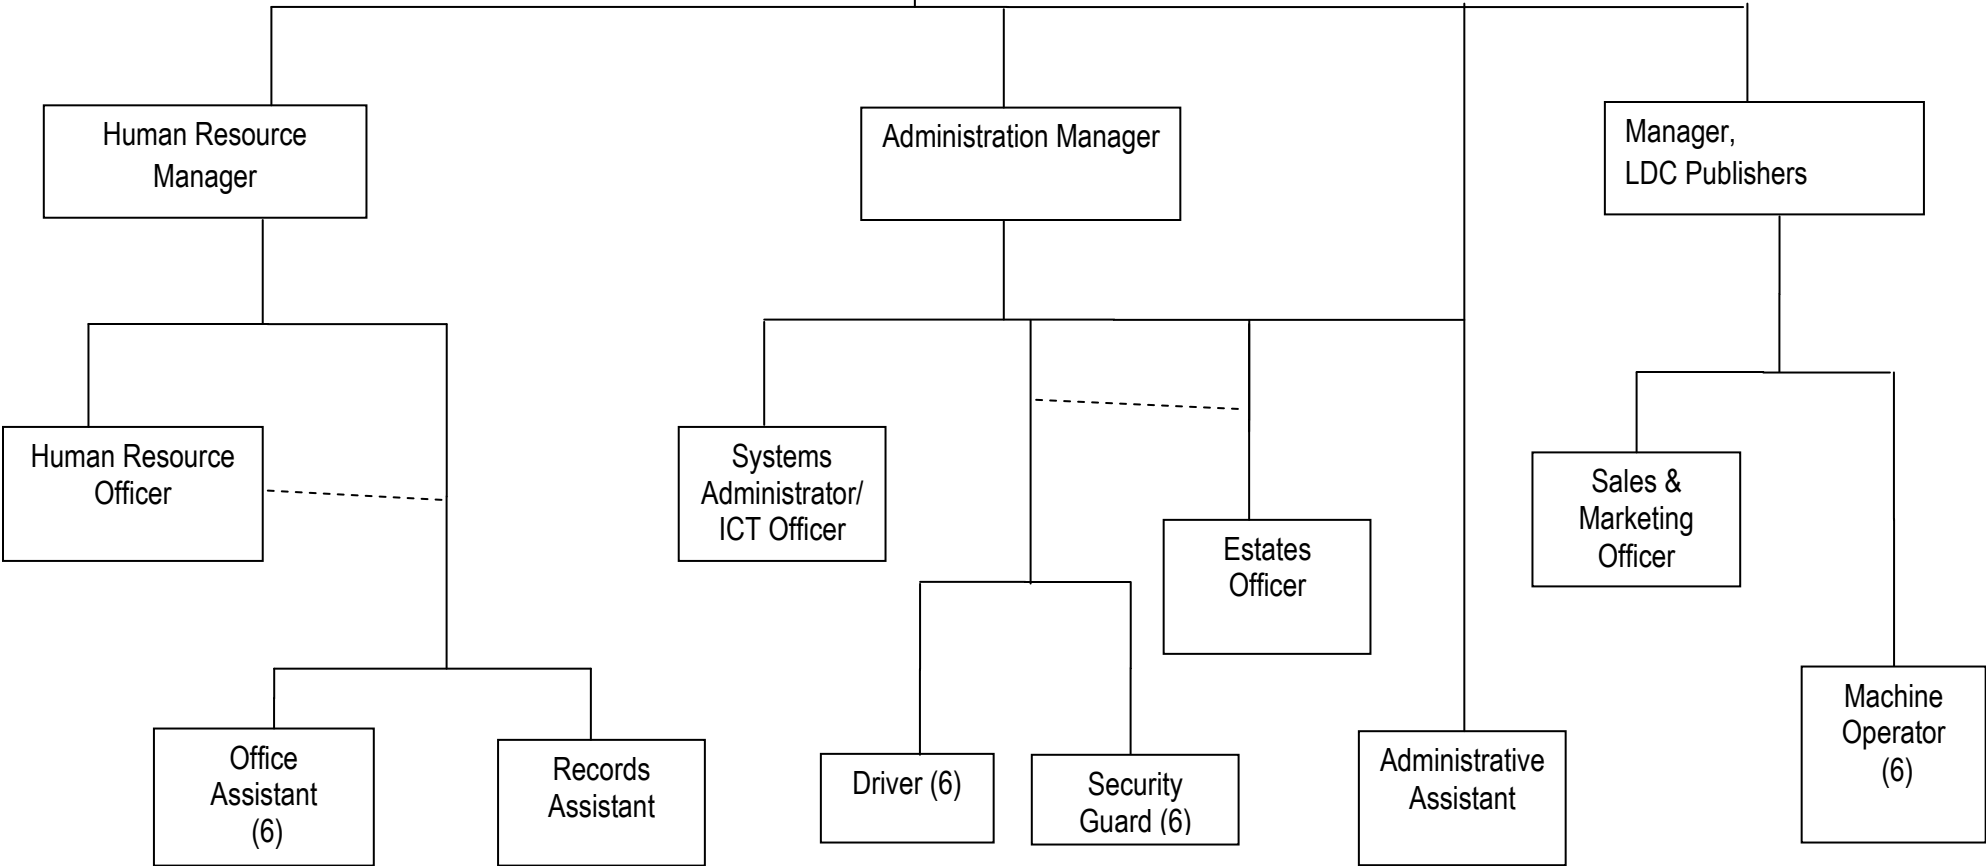 Human Resource
Manager
Administration Manager
Manager,
LDC Publishers
Human Resource
Officer
Systems
Administrator/
ICT Officer
Estates
Officer
Sales &
Marketing
Officer
Office
Assistant
(6)
Records
Assistant
Driver (6)
Security
Guard (6)
Administrative
Assistant
Machine
Operator
(6)